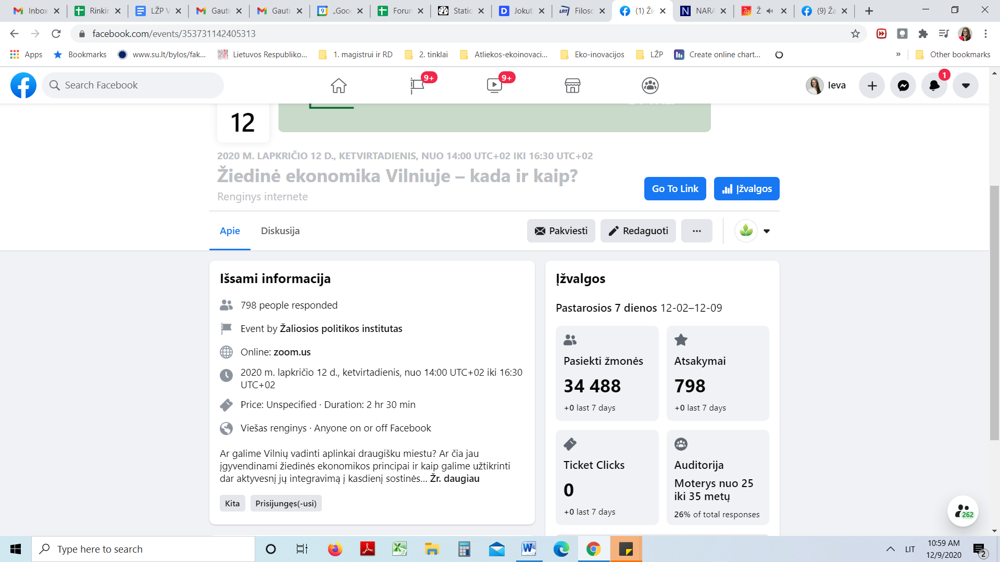 Inbox
Rinkin
LŽP V
Gauti
Gauti
„Goog
Forun
Statio
Jokub
Filoso
(1) Žie
NARA
Ž
(9) Ža
facebook.com/events/353731142405313
Apps
Bookmarks
www.su.lt/bylos/fak...
Lietuvos Respubliko...
1. magistrui ir RD
2. tinklai
Atliekos-ekoinovaci...
Eko-inovacijos
LŽP
Create online chart...
»
Other bookmarks
Search Facebook
9+
9+
Ieva
1
12
2020 M. LAPKRIČIO 12 D., KETVIRTADIENIS, NUO 14:00 UTC+02 IKI 16:30 UTC+02
Žiedinė ekonomika Vilniuje – kada ir kaip?
Renginys internete
Go To Link
Įžvalgos
Apie
Diskusija
Pakviesti
Redaguoti
Išsami informacija
798 people responded
Event by Žaliosios politikos institutas
Online: zoom.us
2020 m. lapkričio 12 d., ketvirtadienis, nuo 14:00 UTC+02 iki 16:30
UTC+02
Price: Unspecified · Duration: 2 hr 30 min
Viešas renginys · Anyone on or off Facebook
Ar galime Vilnių vadinti aplinkai draugišku miestu? Ar čia jau
įgyvendinami žiedinės ekonomikos principai ir kaip galime užtikrinti
dar aktyvesnį jų integravimą į kasdienį sostinės... Žr. daugiau
Kita
Prisijungęs(-usi)
Įžvalgos
Pastarosios 7 dienos 12-02–12-09
Pasiekti žmonės
34 488
+0 last 7 days
Atsakymai
798
+0 last 7 days
Ticket Clicks
0
+0 last 7 days
Auditorija
Moterys nuo 25
iki 35 metų
26% of total responses
262
Type here to search
LIT
10:59 AM
12/9/2020
2